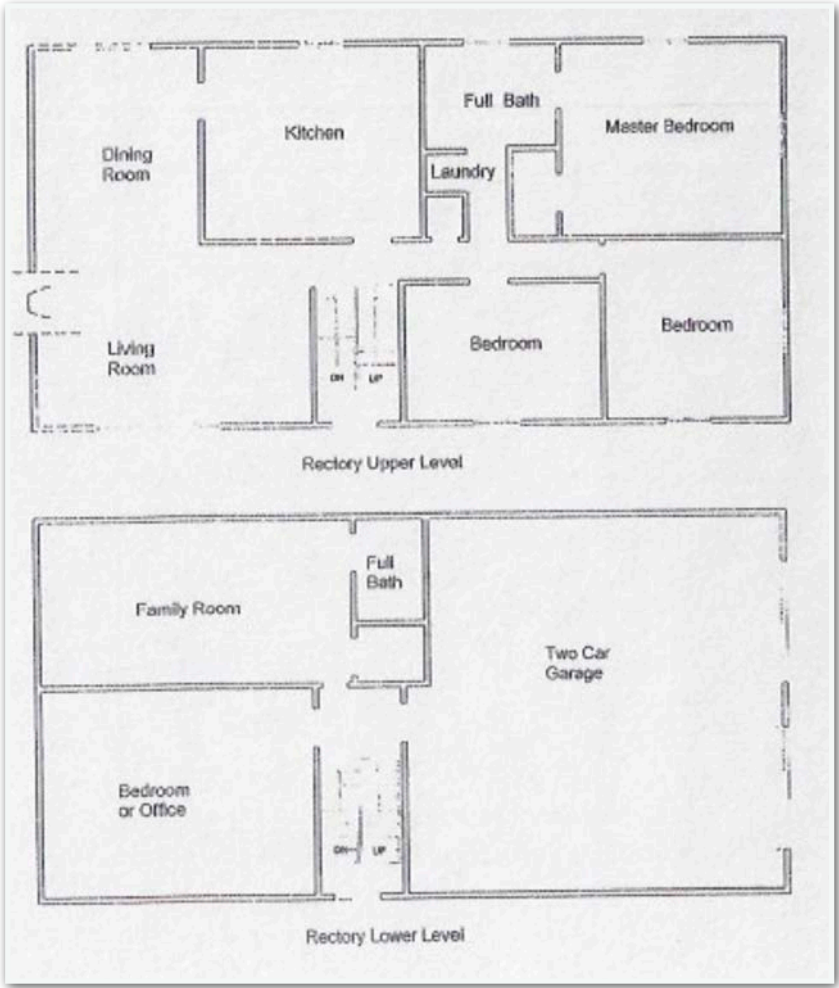 Full Bath
Kitchen
Master Bedroom
Dining
Room
Laundry
Living
Room
Bedroom
Bedroom
DN
UP
Rectory Upper Level
Full
Bath
Family Room
Two Car
Garage
Bedroom
or Office
DN
UP
Rectory Lower Level